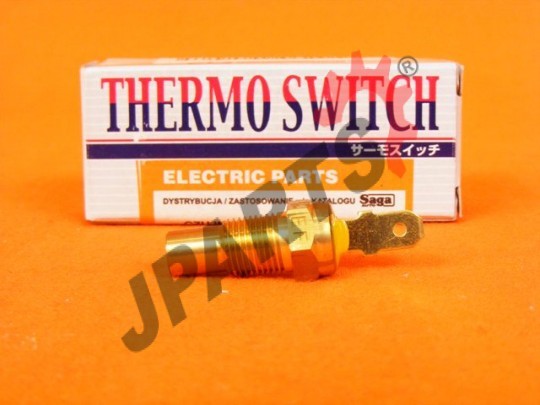 THERMO SWITCH
サーモスイッチ
ELECTRIC PARTS
DYSTRYBUCJA / ZASTOSOWANIE KATALOGU Saga
JPARTS ®